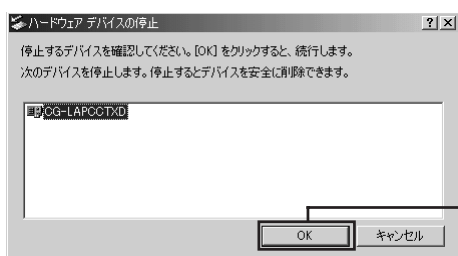 ハードウェア デバイスの停止
停止するデバイスを確認してください。[OK] をクリックすると、続行します。
次のデバイスを停止します。停止するとデバイスを安全に削除できます。
CG-LAPCCTXD
OK キャンセル